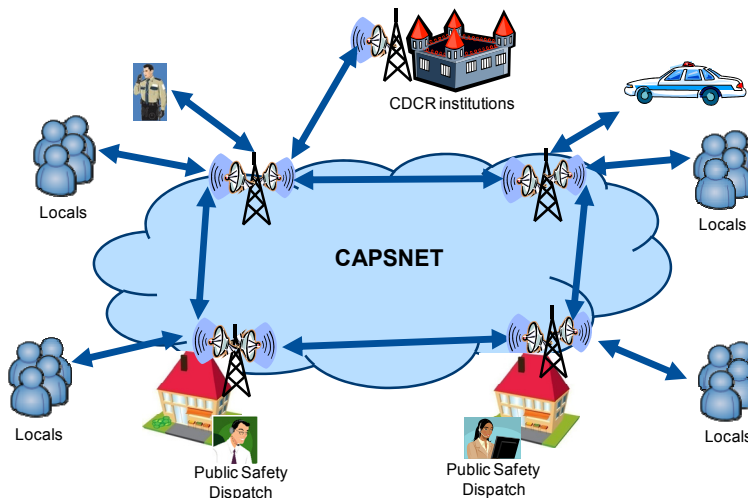 CDCR institutions
Locals
Locals
CAPSNET
Locals
Locals
Public Safety
Dispatch
Public Safety
Dispatch